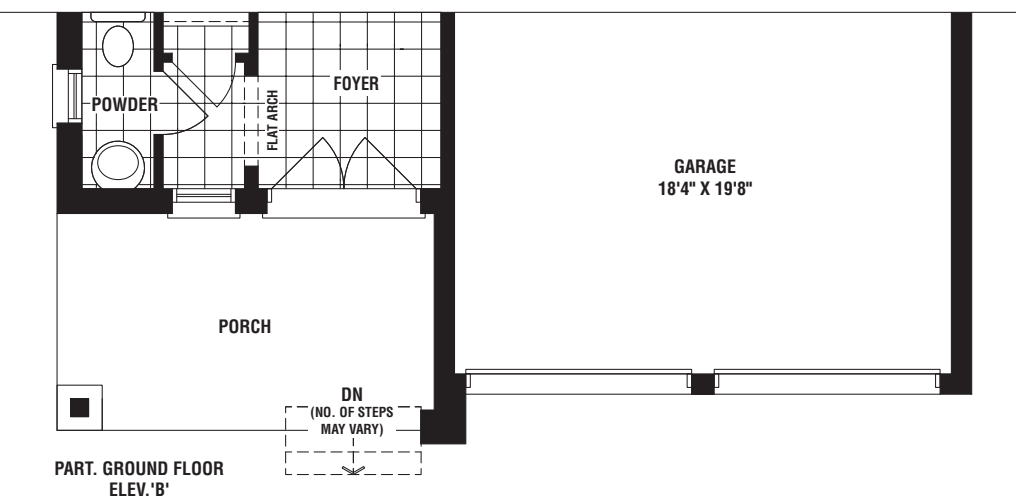 POWDER
FOYER
FLAT ARCH
GARAGE
18'4" X 19'8"
PORCH
DN
(NO. OF STEPS
MAY VARY)
PART. GROUND FLOOR
ELEV.'B'